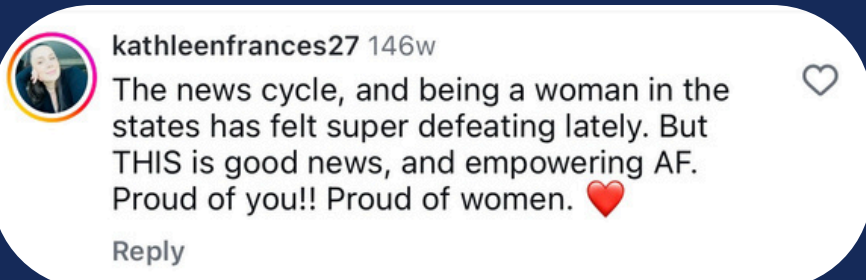 kathleenfrances27 146w
The news cycle, and being a woman in the
states has felt super defeating lately. But
THIS is good news, and empowering AF.
Proud of you!! Proud of women. ❤️
Reply